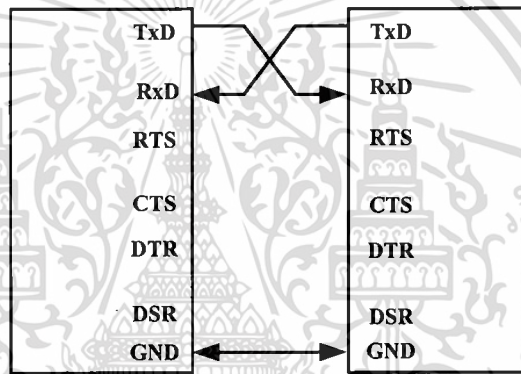 TxD TxD
RxD RxD
RTS RTS
CTS CTS
DTR DTR
DSR DSR
GND GND